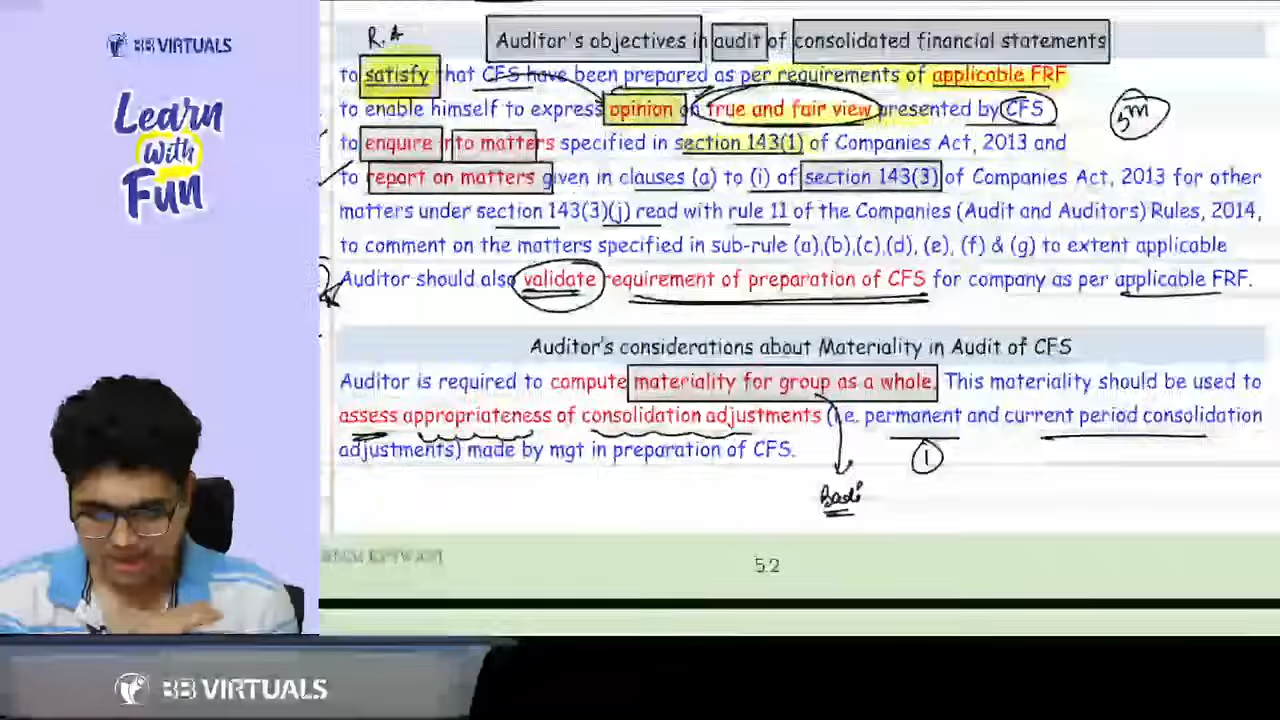 BB VIRTUALS
Learn
With
Fun
Auditor's objectives in audit of consolidated financial statements
to satisfy that CFS have been prepared as per requirements of applicable FRF
to enable himself to express opinion on true and fair view presented by CFS
5m
to enquire into matters specified in section 143(1) of Companies Act, 2013 and
to report on matters given in clauses (a) to (i) of section 143(3) of Companies Act, 2013 for other
matters under section 143(3)(j) read with rule 11 of the Companies (Audit and Auditors) Rules, 2014,
to comment on the matters specified in sub-rule (a),(b),(c),(d), (e), (f) & (g) to extent applicable
Auditor should also validate requirement of preparation of CFS for company as per applicable FRF.
Auditor's considerations about Materiality in Audit of CFS
Auditor is required to compute materiality for group as a whole. This materiality should be used to
assess appropriateness of consolidation adjustments (i.e. permanent and current period consolidation
adjustments) made by mgt in preparation of CFS.
1
5.2
BB VIRTUALS